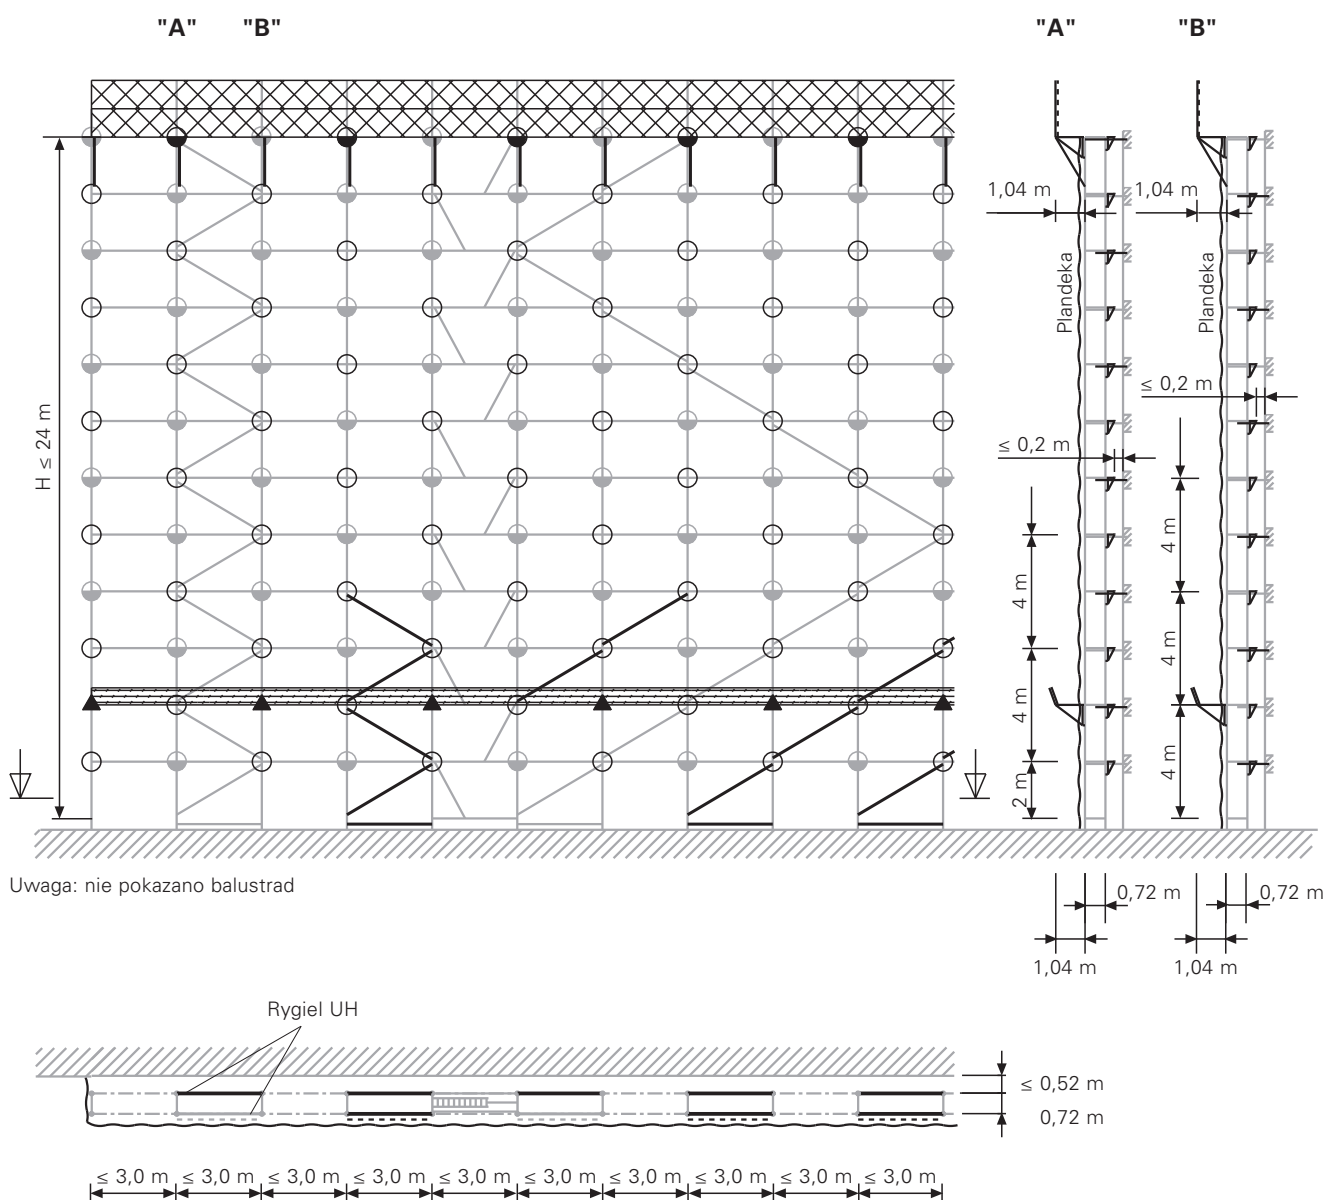 "A" "B" "A" "B"
1,04 m 1,04 m
Plandeka Plandeka
≤ 0,2 m
H ≤ 24 m
≤ 0,2 m
4 m
4 m
4 m
4 m
4 m
2 m
Uwaga: nie pokazano balustrad
0,72 m 0,72 m
1,04 m 1,04 m
Rygiel UH
≤ 0,52 m
0,72 m
≤ 3,0 m ≤ 3,0 m ≤ 3,0 m ≤ 3,0 m ≤ 3,0 m ≤ 3,0 m ≤ 3,0 m ≤ 3,0 m ≤ 3,0 m ≤ 3,0 m